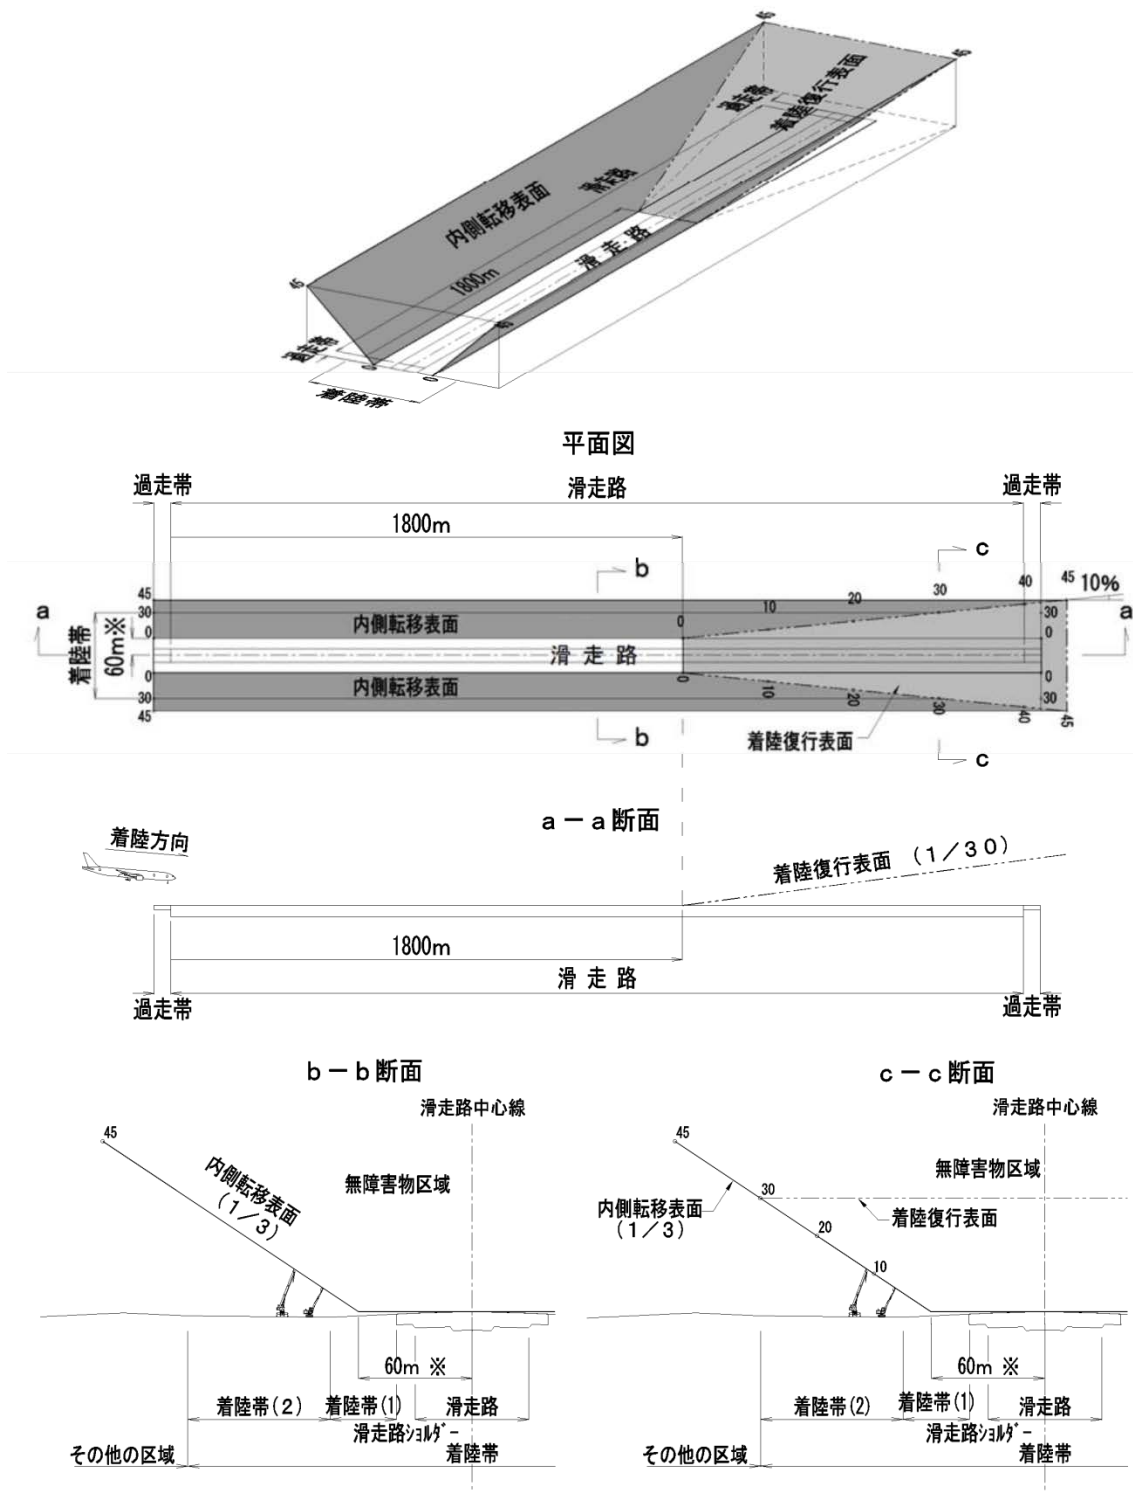 45
45
過走帯
着陸復行表面
滑走路
内側転移表面
滑走路
1800m
45
45
過走帯
0
0
着陸帯
平面図
過走帯
滑走路
過走帯
1800m
c
b
45
30
0
a
着陸帯
60m※
0
30
45
内側転移表面
滑走路
内側転移表面
0
10
20
30
40
45
10%
30
0
a
0
30
0
10
20
30
40
45
着陸復行表面
b
c
a－a断面
着陸方向
着陸復行表面 (1／30)
1800m
滑走路
過走帯
過走帯
b－b断面
滑走路中心線
45
内側転移表面
(1／3)
無障害物区域
60m ※
着陸帯(2)
着陸帯(1)
滑走路
滑走路ｼｮﾙﾀﾞｰ
その他の区域
着陸帯
c－c断面
滑走路中心線
45
無障害物区域
30
内側転移表面
(1／3)
着陸復行表面
20
10
60m ※
着陸帯(2)
着陸帯(1)
滑走路
滑走路ｼｮﾙﾀﾞｰ
その他の区域
着陸帯